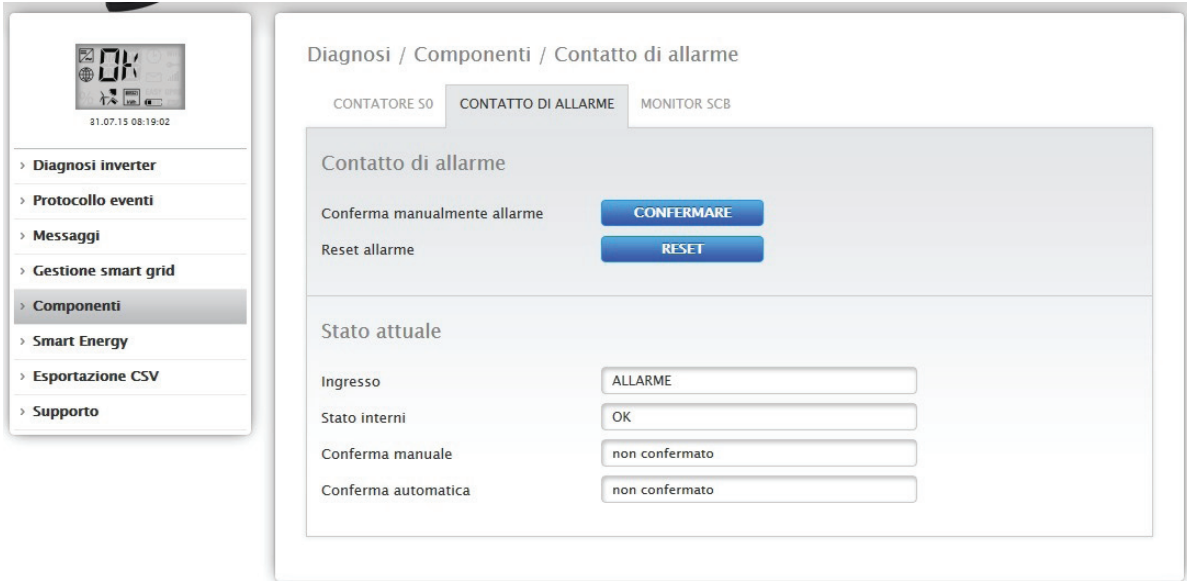 OK
31.07.15 08:19:02
Diagnosi inverter
Protocollo eventi
Messaggi
Gestione smart grid
Componenti
Smart Energy
Esportazione CSV
Supporto
Diagnosi / Componenti / Contatto di allarme
CONTATORE S0 CONTATTO DI ALLARME MONITOR SCB
Contatto di allarme
Conferma manualmente allarme CONFERMARE
Reset allarme RESET
Stato attuale
Ingresso ALLARME
Stato interni OK
Conferma manuale non confermato
Conferma automatica non confermato